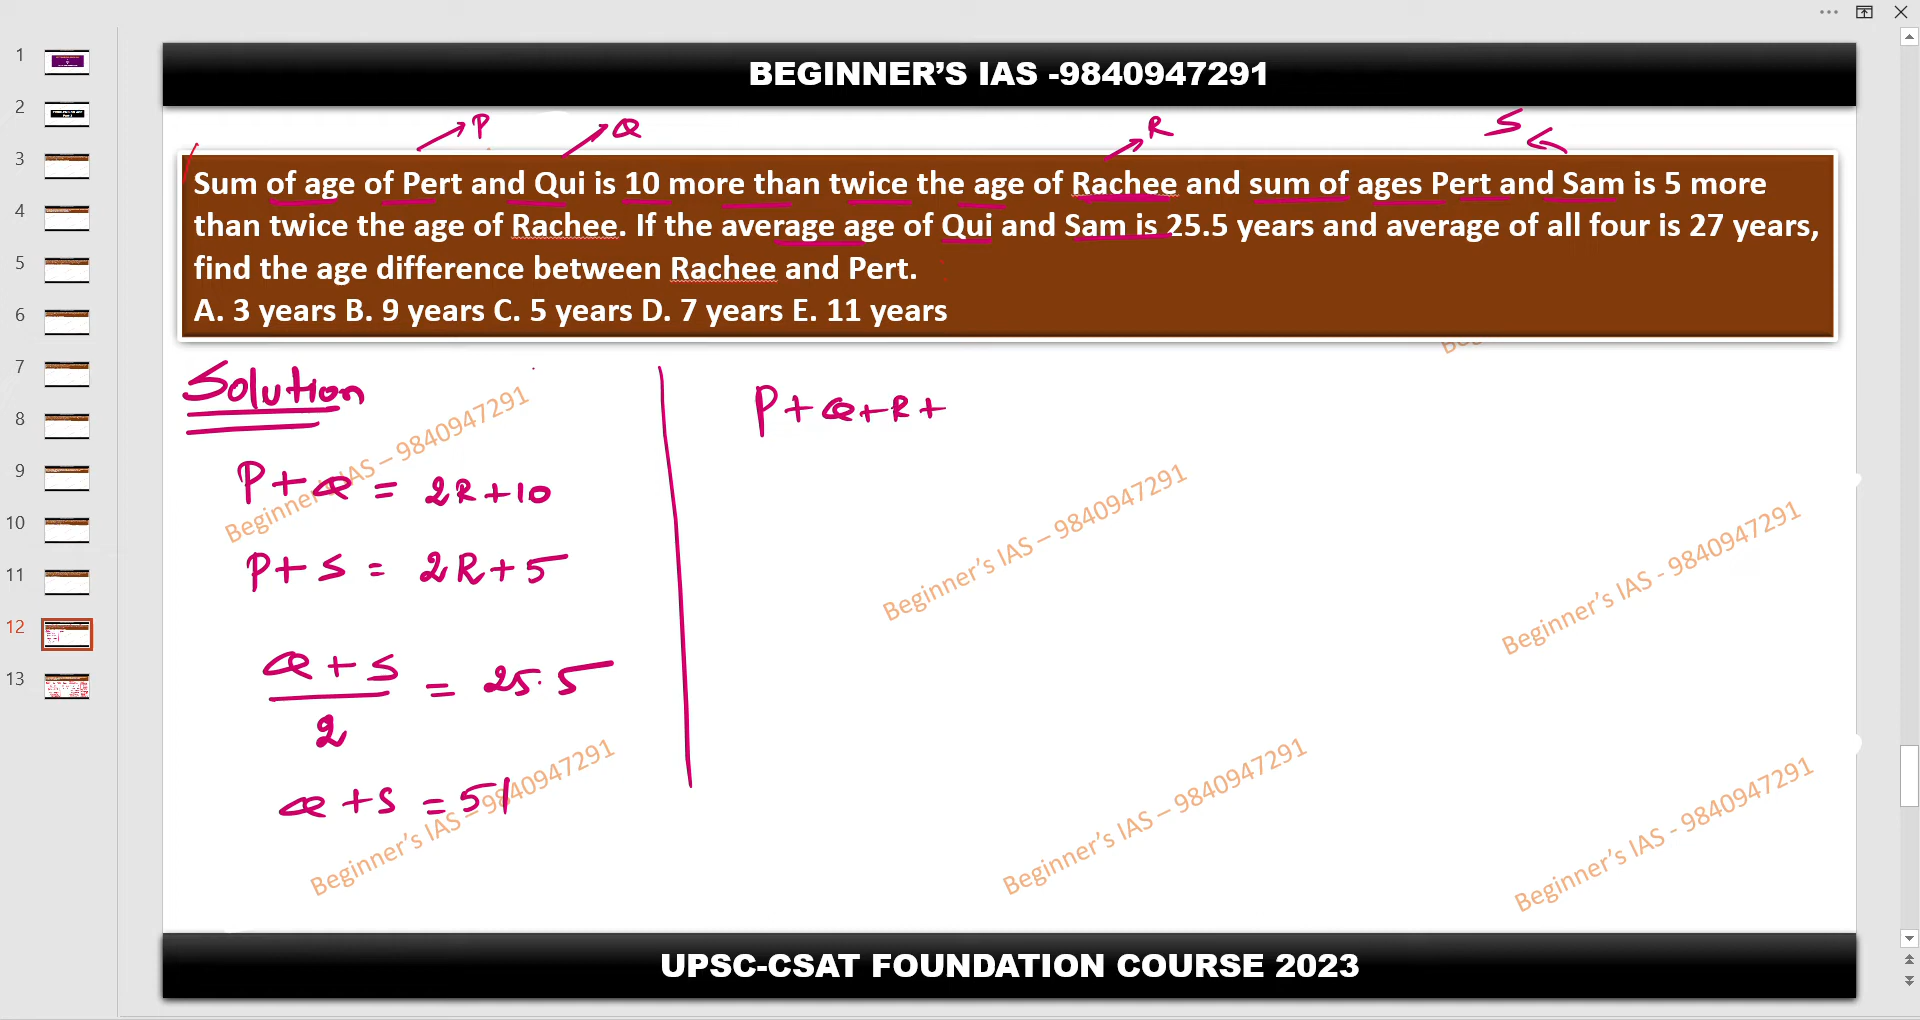 BEGINNER’S IAS -9840947291
P
Q
R
S
Sum of age of Pert and Qui is 10 more than twice the age of Rachee and sum of ages Pert and Sam is 5 more
than twice the age of Rachee. If the average age of Qui and Sam is 25.5 years and average of all four is 27 years,
find the age difference between Rachee and Pert.
A. 3 years B. 9 years C. 5 years D. 7 years E. 11 years
Solution
P + Q = 2R + 10
P + S = 2R + 5
Q + S
2
= 25.5
Q + S = 51
P + Q + R +
Beginner’s IAS – 9840947291
Beginner’s IAS – 9840947291
Beginner’s IAS - 9840947291
Beginner’s IAS – 9840947291
Beginner’s IAS – 9840947291
Beginner’s IAS - 9840947291
UPSC-CSAT FOUNDATION COURSE 2023
1
2
3
4
5
6
7
8
9
10
11
12
13